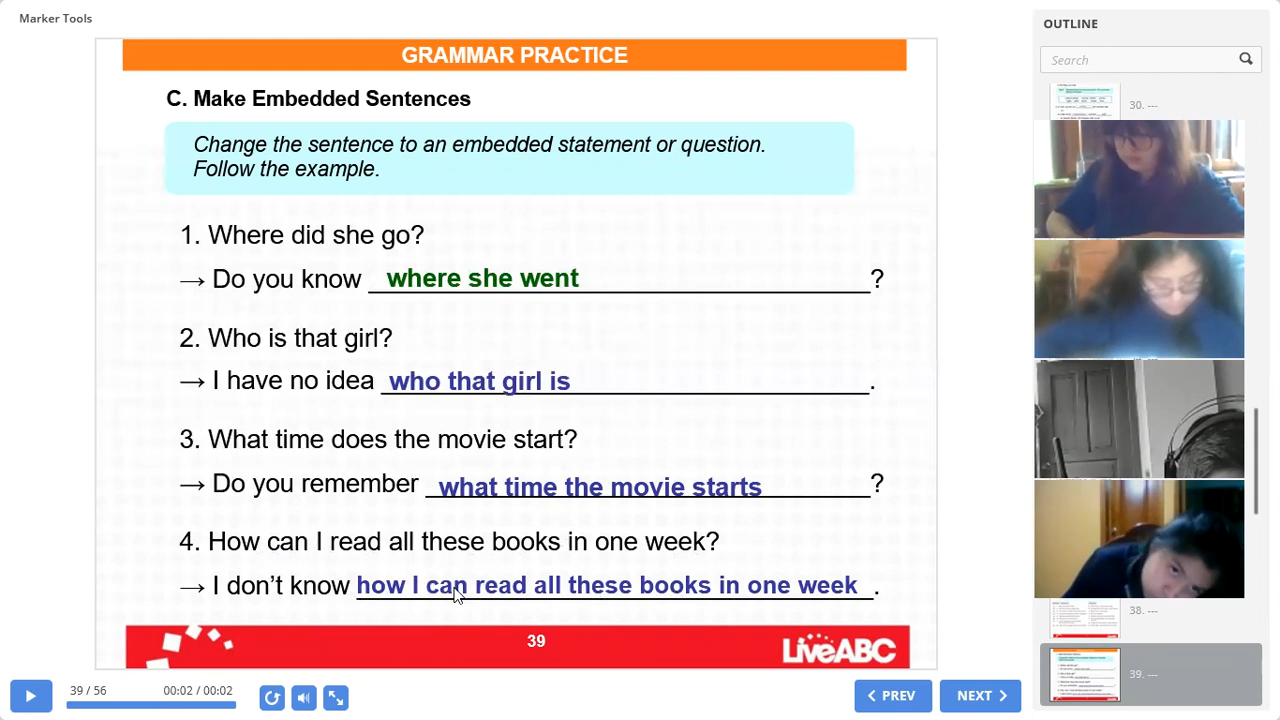 Marker Tools
GRAMMAR PRACTICE
C. Make Embedded Sentences
Change the sentence to an embedded statement or question.
Follow the example.
1. Where did she go?
→ Do you know where she went?
2. Who is that girl?
→ I have no idea who that girl is.
3. What time does the movie start?
→ Do you remember what time the movie starts?
4. How can I read all these books in one week?
→ I don't know how I can read all these books in one week.
39
LiveABC
39 / 56
00:02 / 00:02
PREV
NEXT
OUTLINE
Search
30. ---
38. ---
39. ---